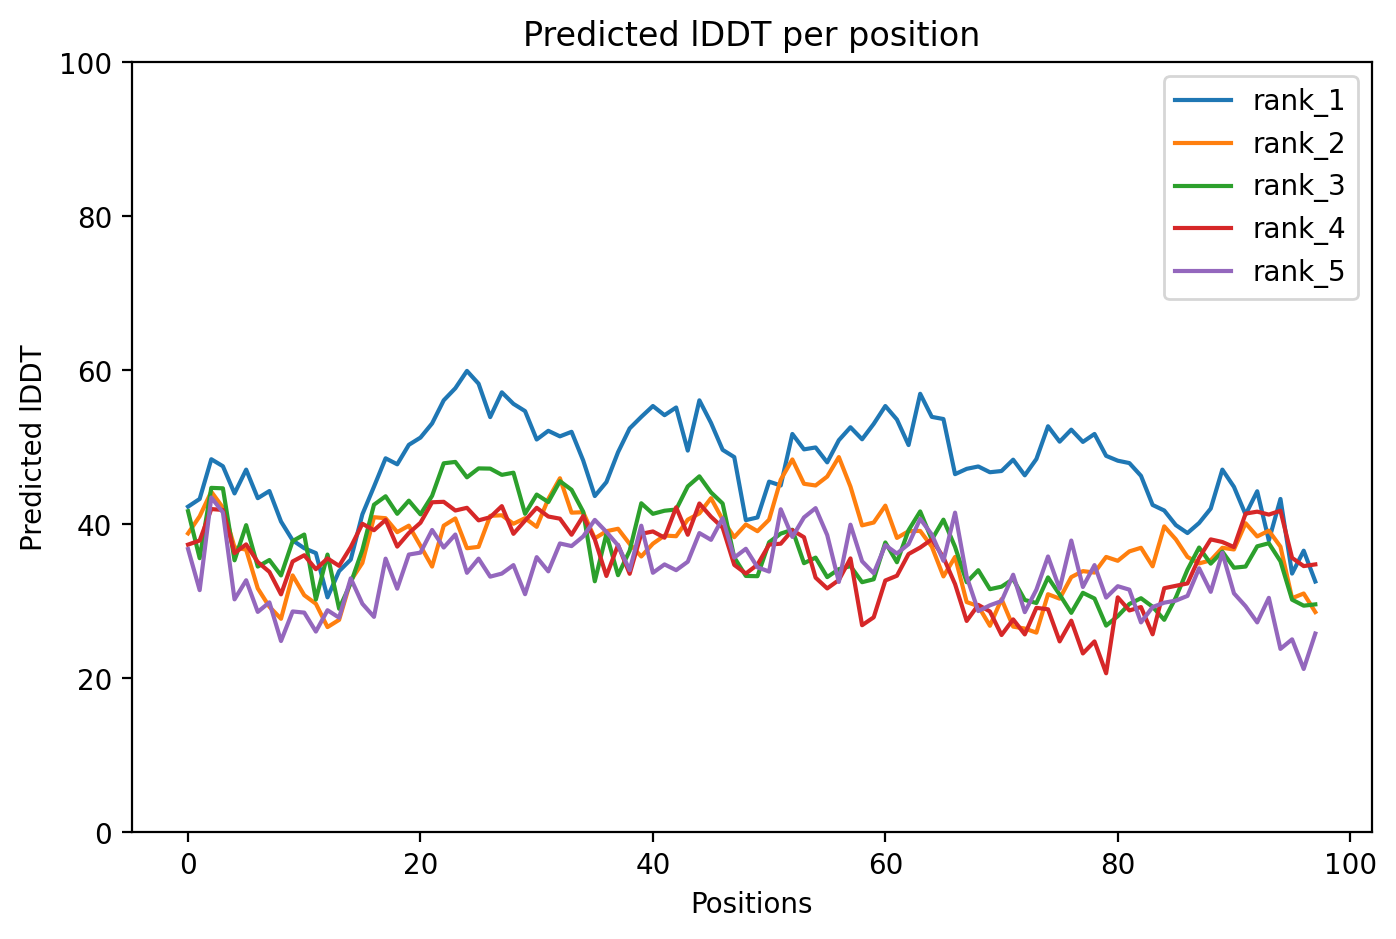 Predicted lDDT per position
100
80
60
40
20
0
Predicted lDDT
0 20 40 60 80 100
Positions
rank_1
rank_2
rank_3
rank_4
rank_5